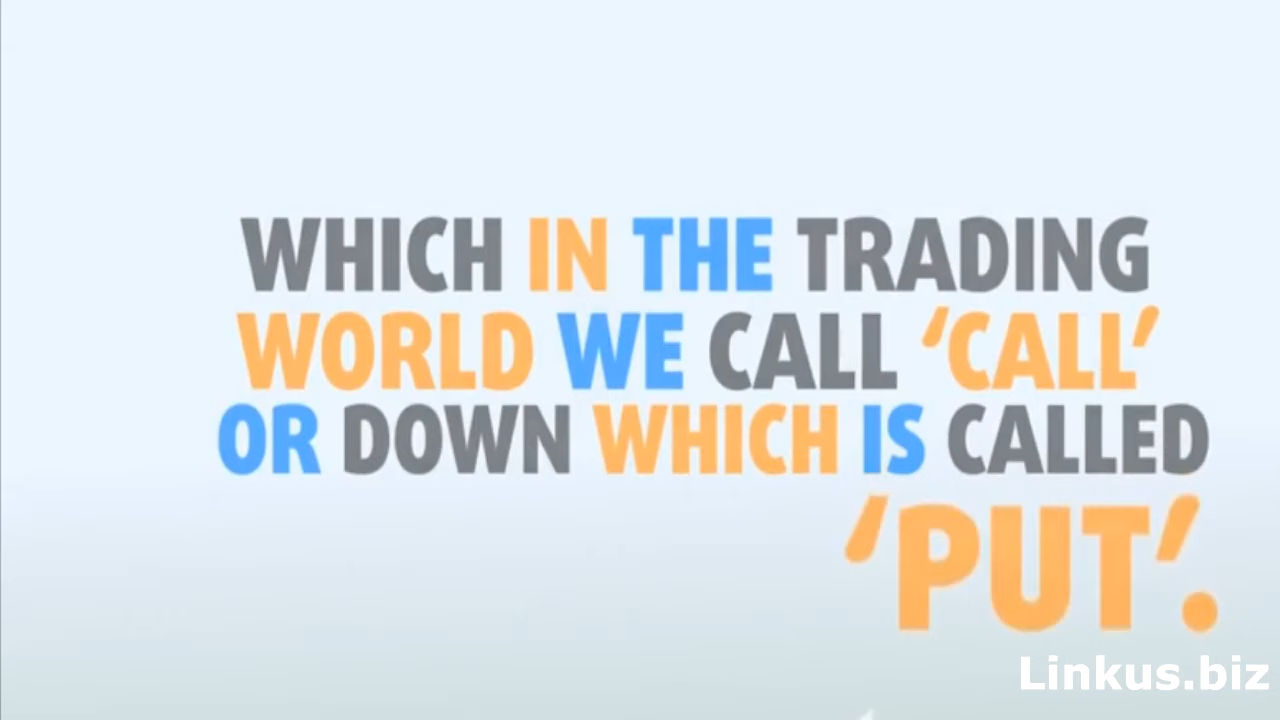 WHICH IN THE TRADING
WORLD WE CALL ‘CALL’
OR DOWN WHICH IS CALLED
‘PUT’.
Linkus.biz